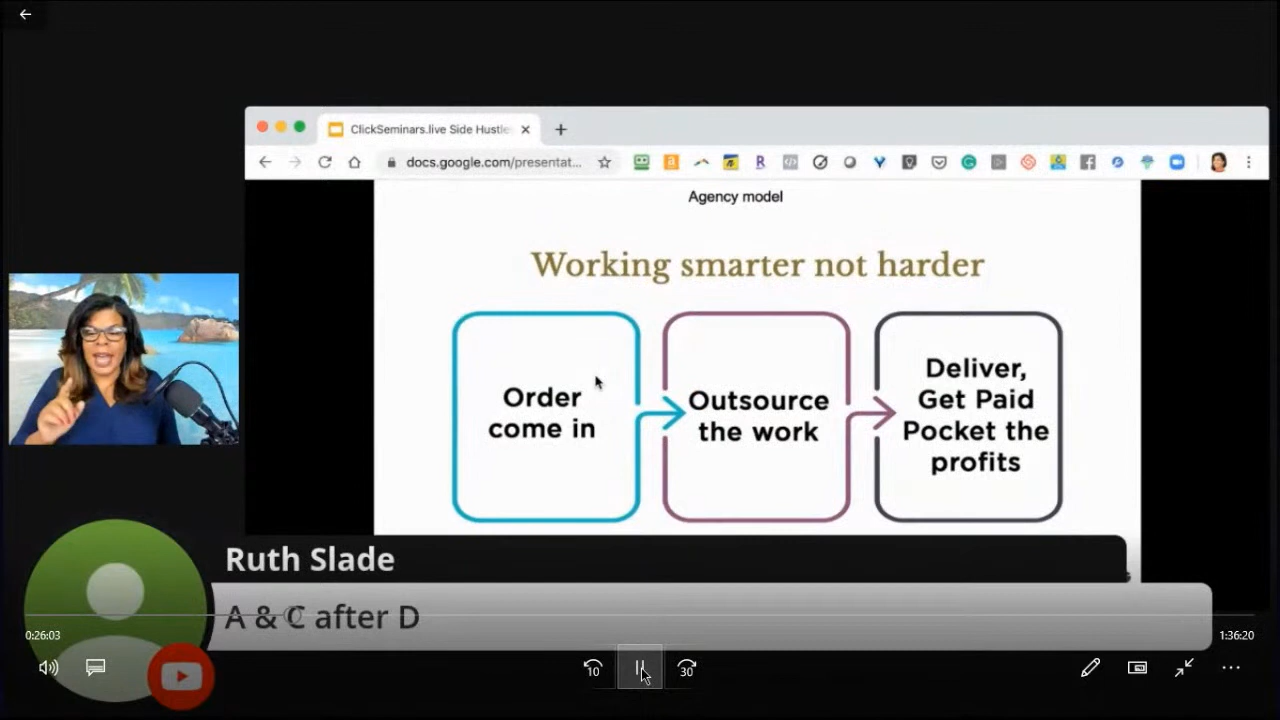 ClickSeminars.live Side Hustle
docs.google.com/presentat...
Agency model
Working smarter not harder
Order
come in
Outsource
the work
Deliver,
Get Paid
Pocket the
profits
Ruth Slade
A & C after D
0:26:03
1:36:20
10
30